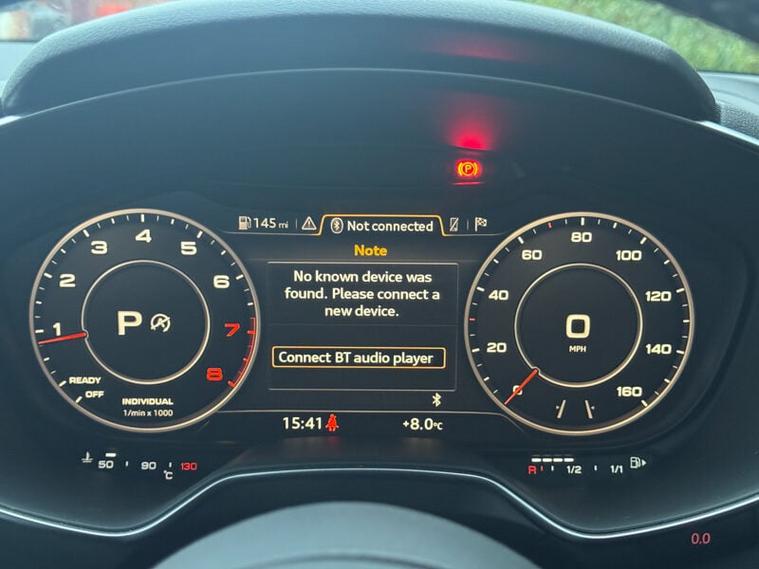 P
145 mi
Not connected
Note
No known device was
found. Please connect a
new device.
Connect BT audio player
1 2 3 4 5 6 7 8
READY
OFF
P
INDIVIDUAL
1/min x 1000
0 20 40 60 80 100 120 140 160
0
MPH
15:41
+8.0°C
50 90 130
°C
R 1/2 1/1
0.0